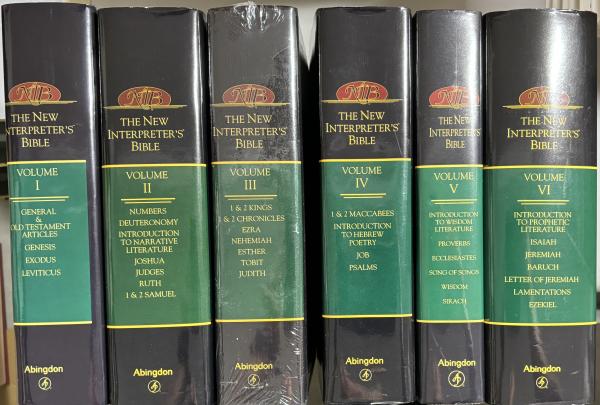 NIB
THE NEW
INTERPRETER'S
BIBLE
VOLUME
I
GENERAL
&
OLD TESTAMENT
ARTICLES
GENESIS
EXODUS
LEVITICUS
Abingdon
NIB
THE NEW
INTERPRETER'S
BIBLE
VOLUME
II
NUMBERS
DEUTERONOMY
INTRODUCTION
TO NARRATIVE
LITERATURE
JOSHUA
JUDGES
RUTH
1 & 2 SAMUEL
Abingdon
NIB
THE NEW
INTERPRETER'S
BIBLE
VOLUME
III
1 & 2 KINGS
1 & 2 CHRONICLES
EZRA
NEHEMIAH
ESTHER
TOBIT
JUDITH
Abingdon
NIB
THE NEW
INTERPRETER'S
BIBLE
VOLUME
IV
1 & 2 MACCABEES
INTRODUCTION
TO HEBREW
POETRY
JOB
PSALMS
Abingdon
NIB
THE NEW
INTERPRETER'S
BIBLE
VOLUME
V
INTRODUCTION
TO WISDOM
LITERATURE
PROVERBS
ECCLESIASTES
SONG OF SONGS
WISDOM
SIRACH
Abingdon
NIB
THE NEW
INTERPRETER'S
BIBLE
VOLUME
VI
INTRODUCTION
TO PROPHETIC
LITERATURE
ISAIAH
JEREMIAH
BARUCH
LETTER OF JEREMIAH
LAMENTATIONS
EZEKIEL
Abingdon